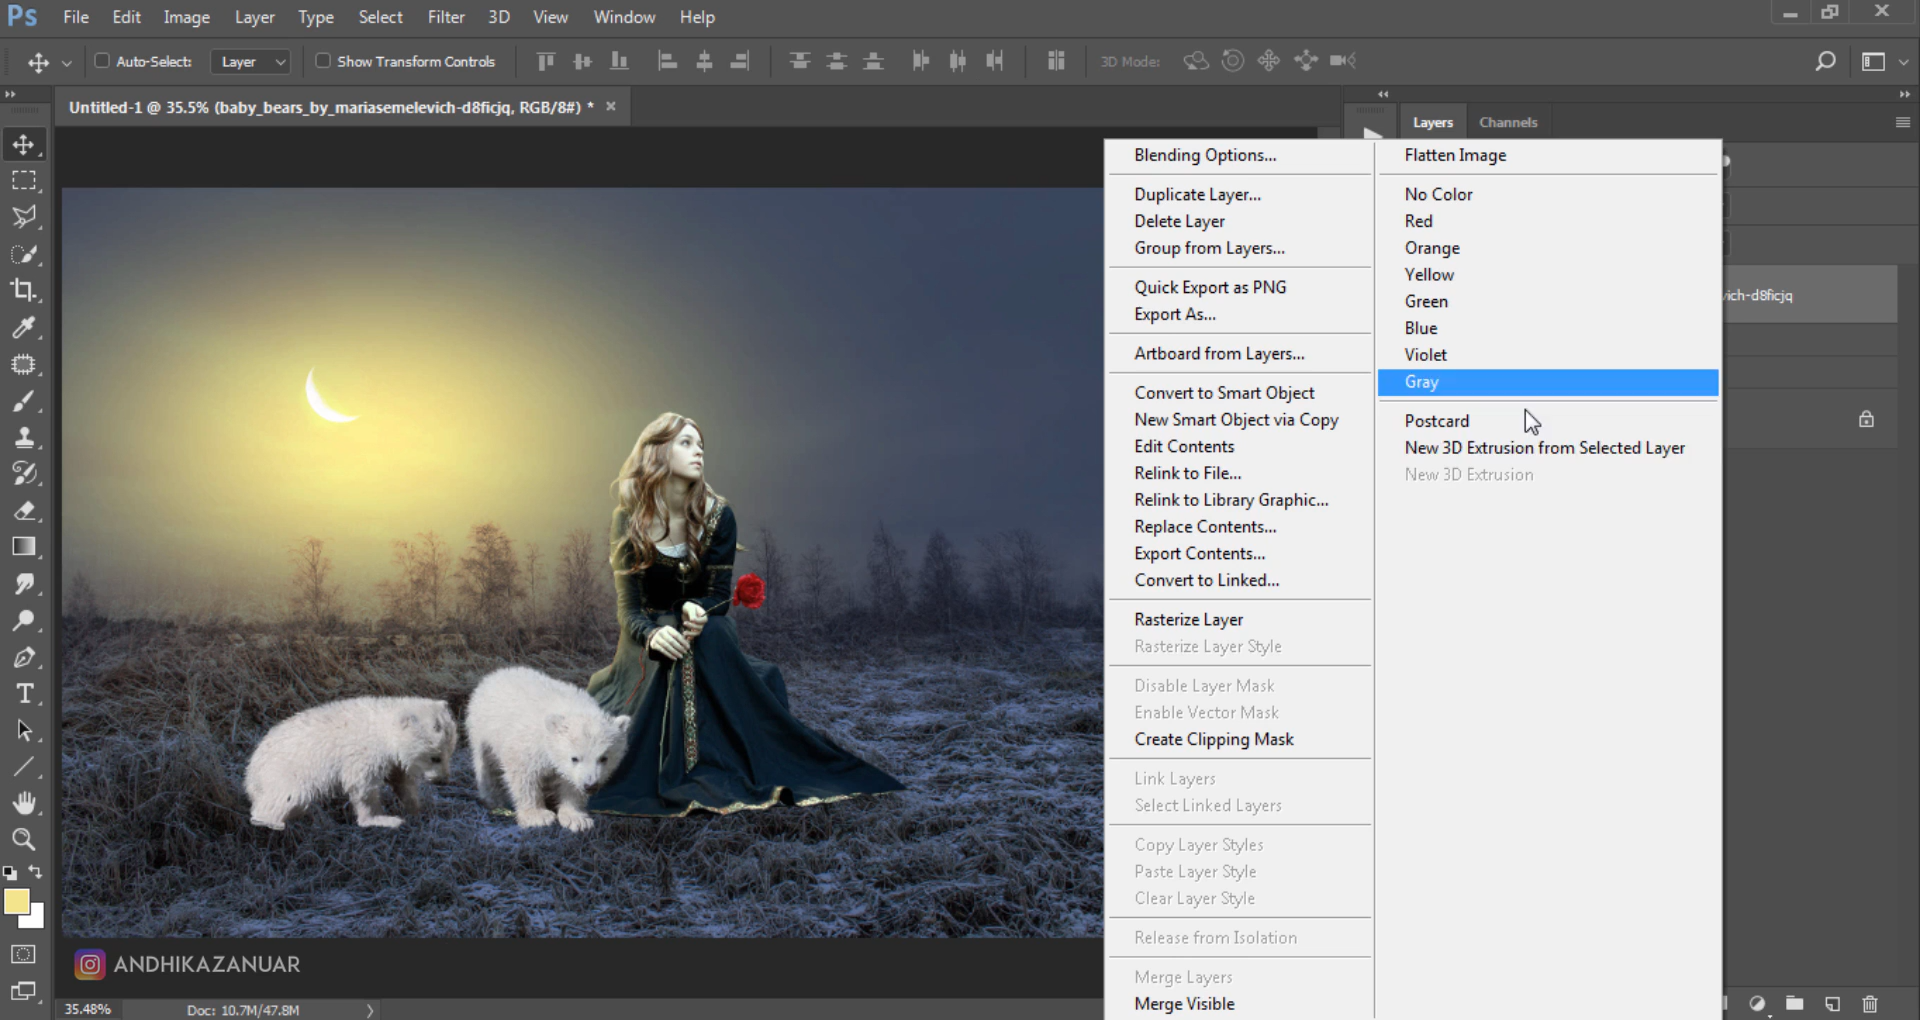 Ps File Edit Image Layer Type Select Filter 3D View Window Help
Auto-Select: Layer Show Transform Controls 3D Mode:
Untitled-1 @ 35.5% (baby_bears_by_mariasemelevich-d8ficjq, RGB/8#) *
Layers Channels
Blending Options...
Duplicate Layer...
Delete Layer
Group from Layers...
Quick Export as PNG
Export As...
Artboard from Layers...
Convert to Smart Object
New Smart Object via Copy
Edit Contents
Relink to File...
Relink to Library Graphic...
Replace Contents...
Export Contents...
Convert to Linked...
Rasterize Layer
Rasterize Layer Style
Disable Layer Mask
Enable Vector Mask
Create Clipping Mask
Link Layers
Select Linked Layers
Copy Layer Styles
Paste Layer Style
Clear Layer Style
Release from Isolation
Merge Layers
Merge Visible
Flatten Image
No Color
Red
Orange
Yellow
Green
Blue
Violet
Gray
Postcard
New 3D Extrusion from Selected Layer
New 3D Extrusion
vich-d8ficjq
ANDHIKAZANUAR
35.48% Doc: 10.7M/47.8M